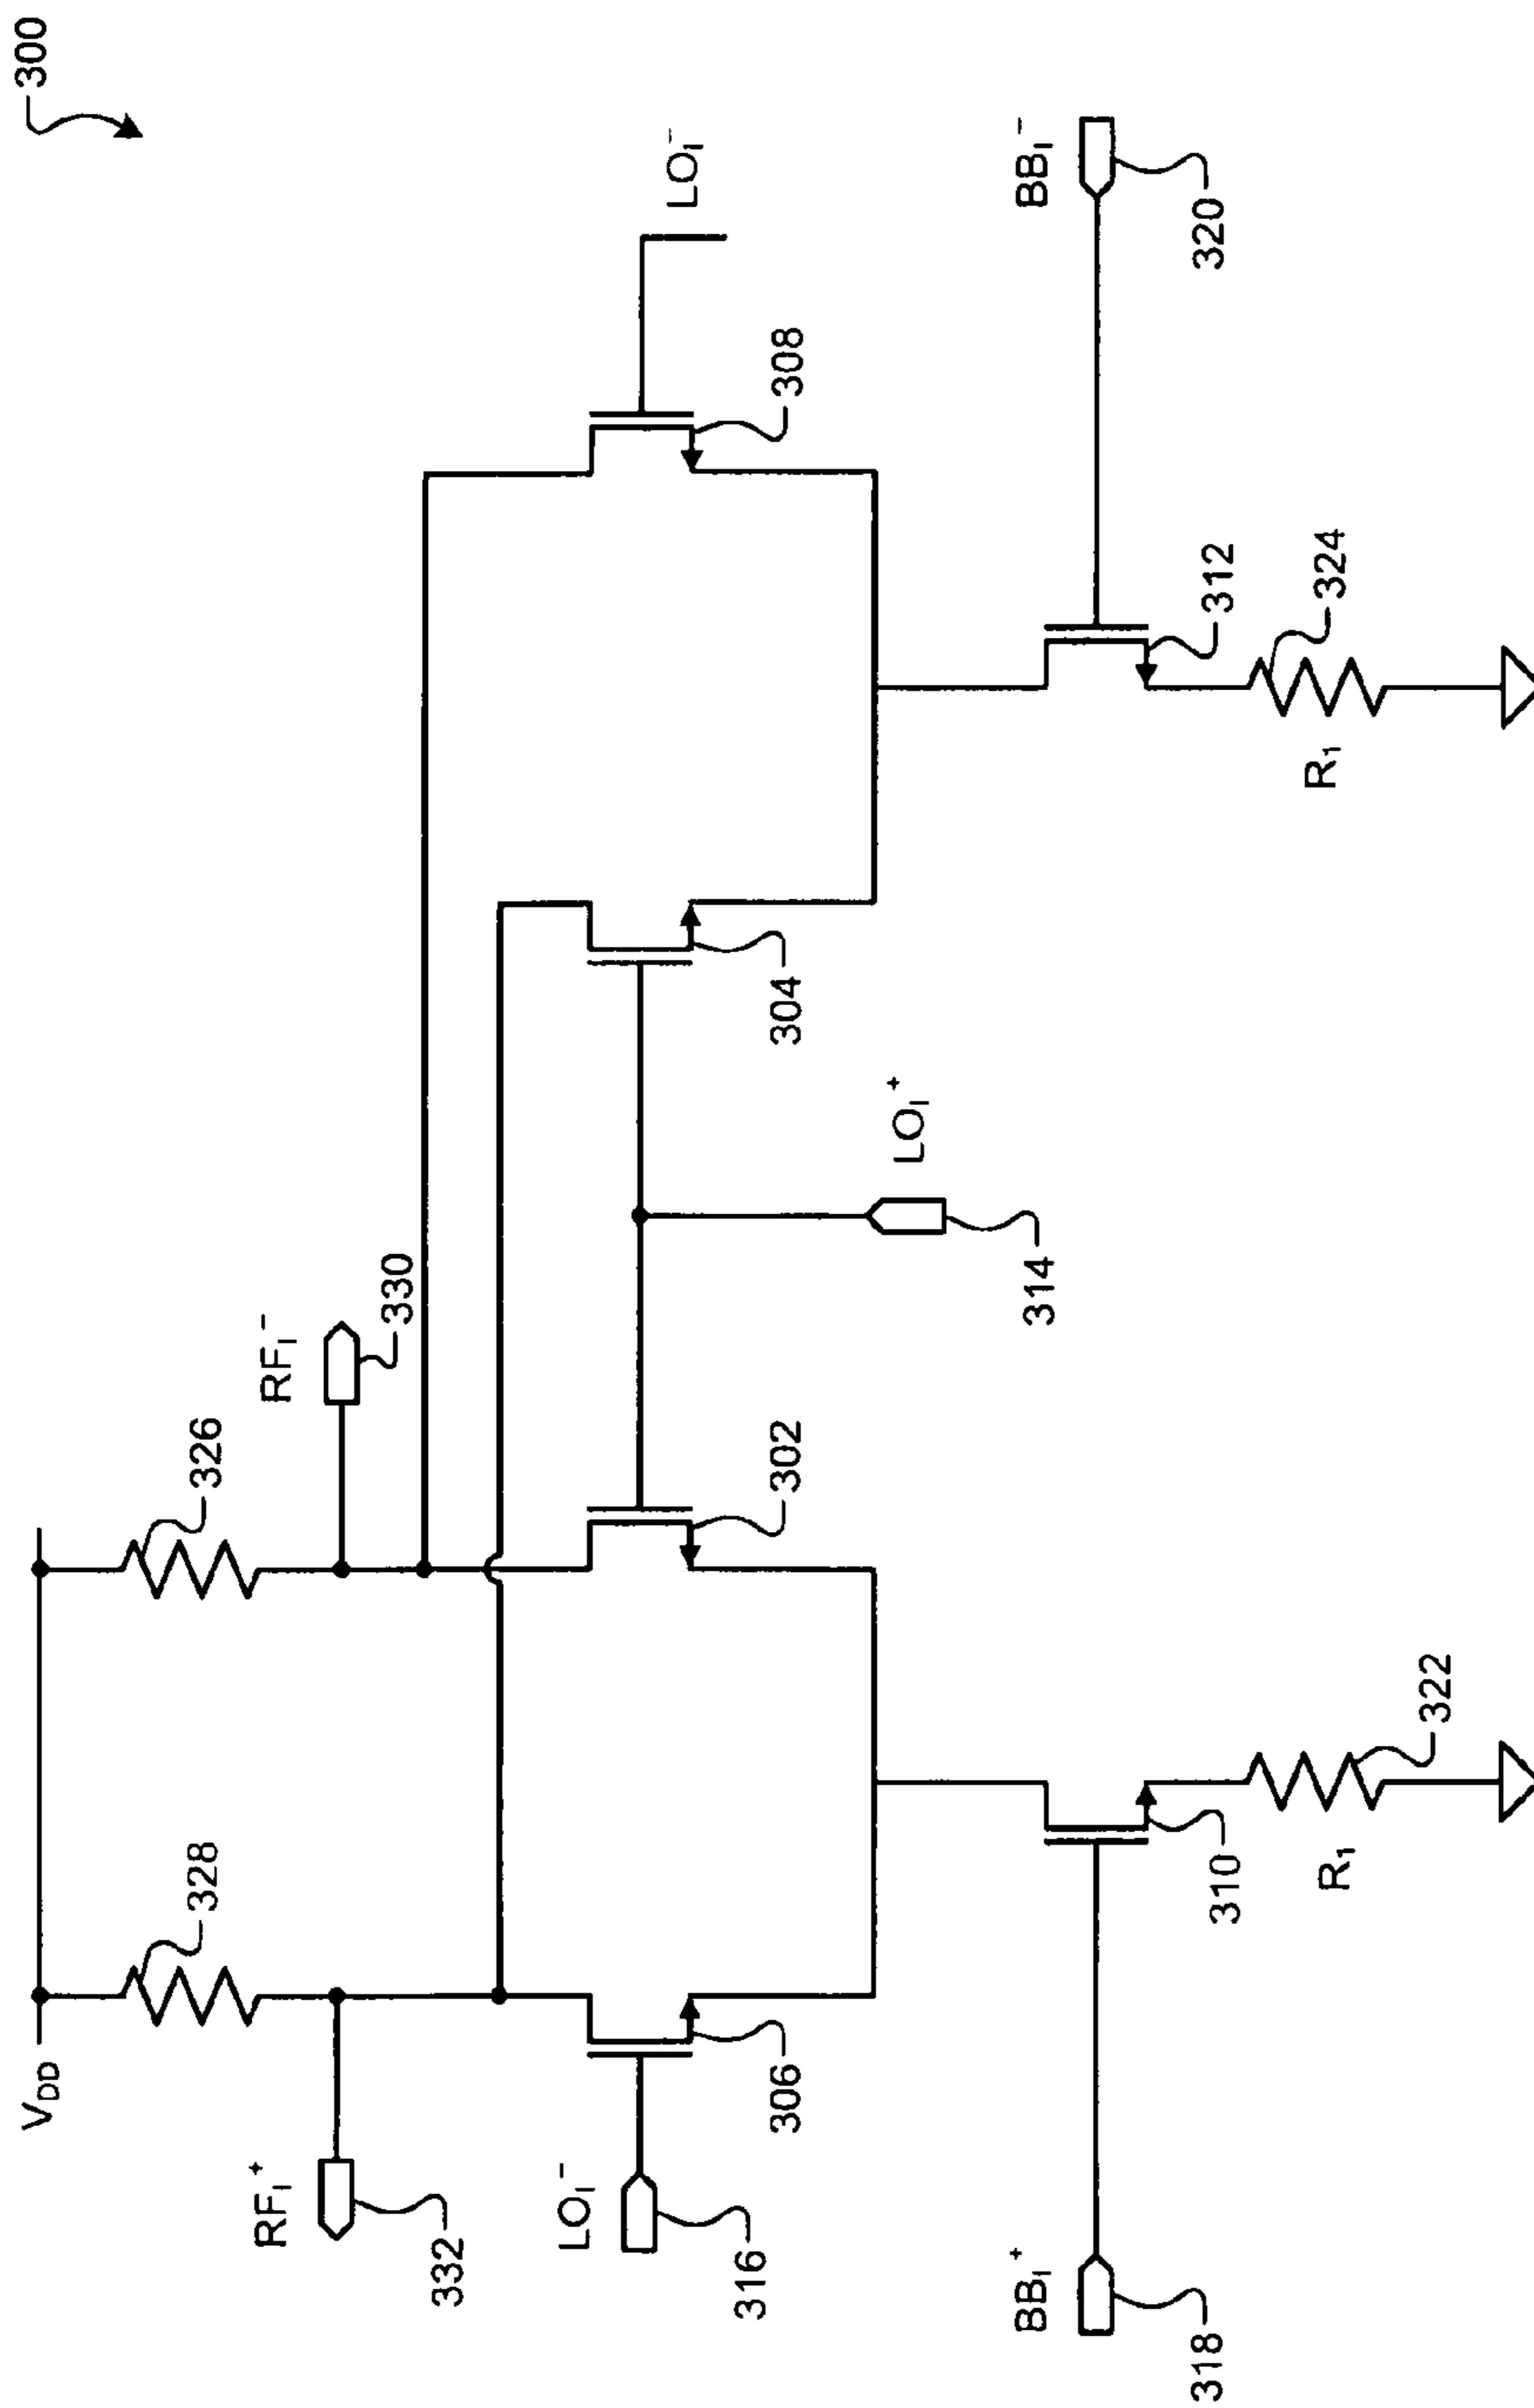 300
V_DD
328
326
RF_I^+
332
RF_I^-
330
LO_I^-
316
306
302
304
308
LO_I^-
LO_I^+
314
BB_I^+
318
310
322
R_1
BB_I^-
320
312
324
R_1